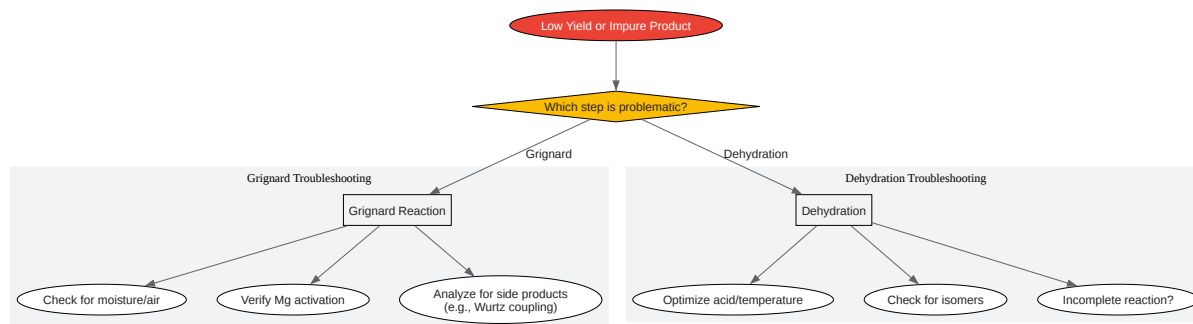 Low Yield or Impure Product
Which step is problematic?
Grignard
Dehydration
Grignard Troubleshooting
Dehydration Troubleshooting
Grignard Reaction
Dehydration
Check for moisture/air
Verify Mg activation
Analyze for side products
(e.g., Wurtz coupling)
Optimize acid/temperature
Check for isomers
Incomplete reaction?